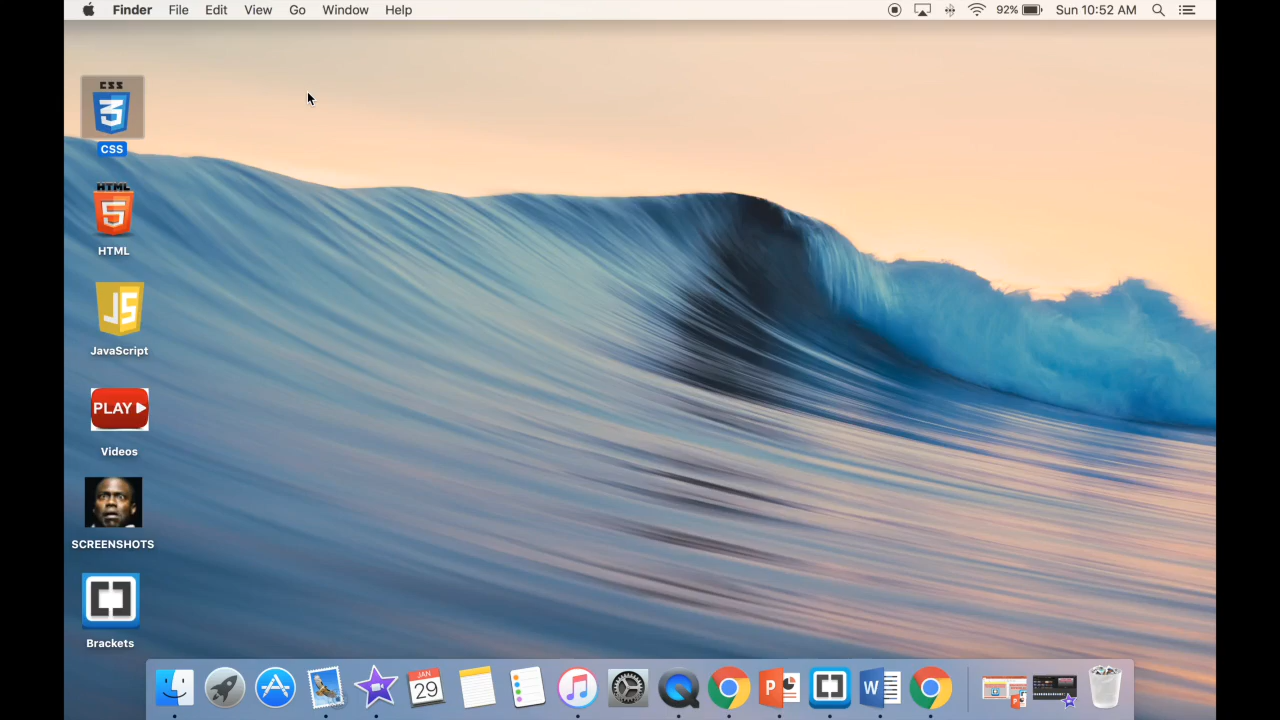 Finder File Edit View Go Window Help 92% Sun 10:52 AM
CSS
3
CSS
HTML
5
HTML
JS
JavaScript
PLAY
Videos
SCREENSHOTS
Brackets
JAN
29
P
W